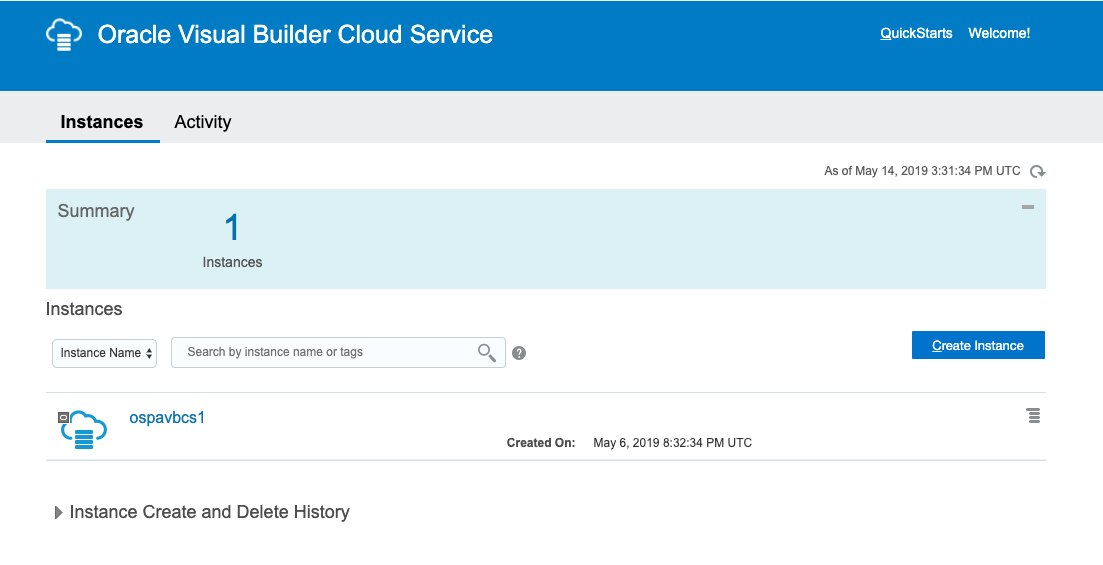 Oracle Visual Builder Cloud Service
QuickStarts Welcome!
Instances Activity
As of May 14, 2019 3:31:34 PM UTC
Summary
1
Instances
Instances
Instance Name Search by instance name or tags ?
Create Instance
ospavbcs1
Created On: May 6, 2019 8:32:34 PM UTC
Instance Create and Delete History